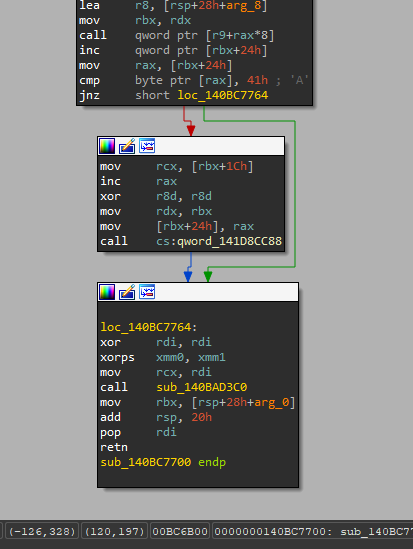 lea r8, [rsp+28h+arg_8]
mov rbx, rdx
call qword ptr [r9+rax*8]
inc qword ptr [rbx+24h]
mov rax, [rbx+24h]
cmp byte ptr [rax], 41h ; 'A'
jnz short loc_140BC7764
mov rcx, [rbx+1Ch]
inc rax
xor r8d, r8d
mov rdx, rbx
mov [rbx+24h], rax
call cs:qword_141D8CC88
loc_140BC7764:
xor rdi, rdi
xorps xmm0, xmm1
mov rcx, rdi
call sub_140BAD3C0
mov rbx, [rsp+28h+arg_0]
add rsp, 20h
pop rdi
retn
sub_140BC7700 endp
(-126,328) (120,197) 00BC6B00 0000000140BC7700: sub_140BC77